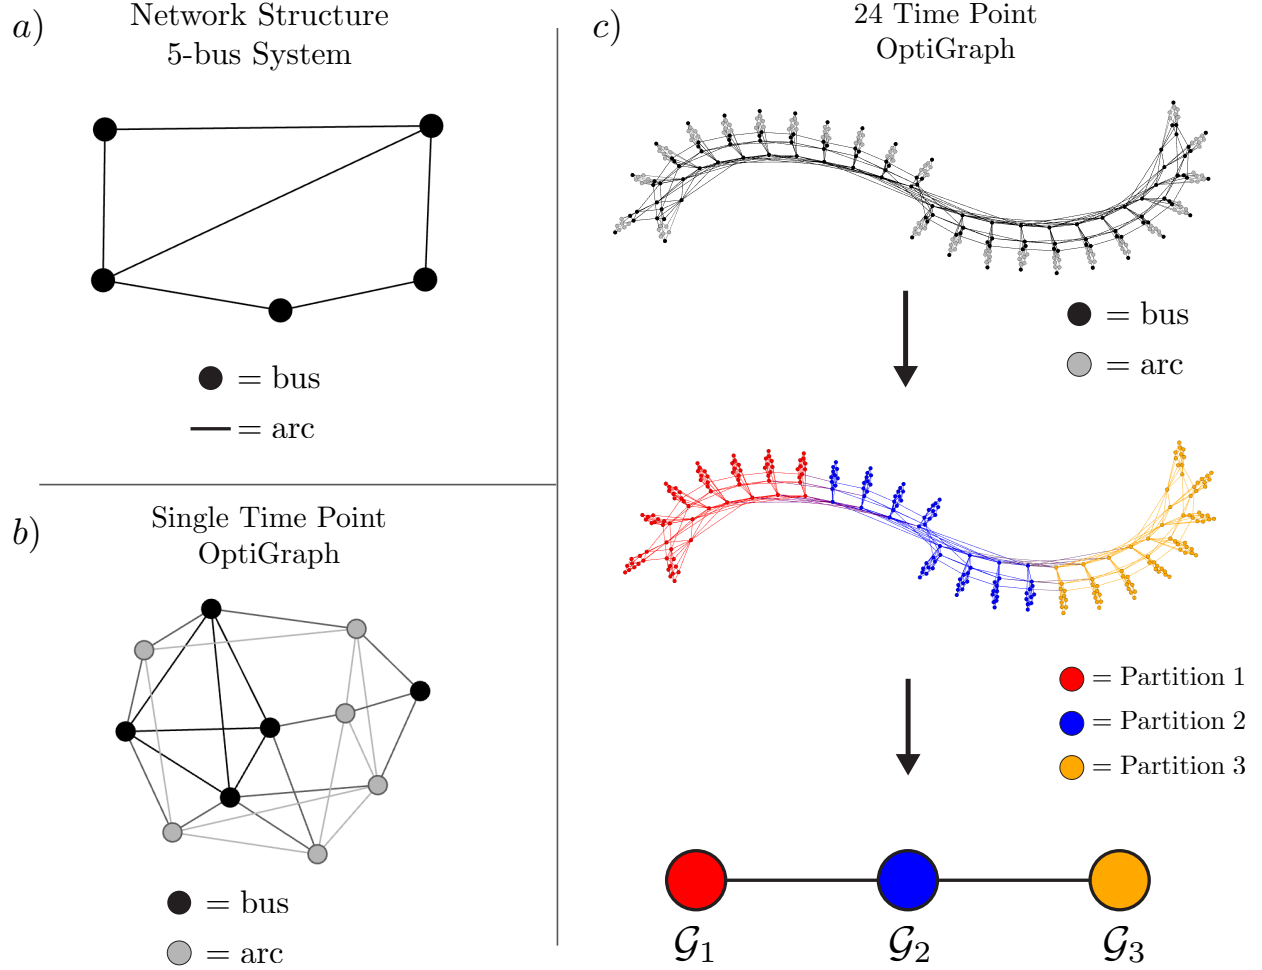 a)
Network Structure
5-bus System
= bus
= arc
b)
Single Time Point
OptiGraph
= bus
= arc
c)
24 Time Point
OptiGraph
= bus
= arc
= Partition 1
= Partition 2
= Partition 3
𝒢₁ 𝒢₂ 𝒢₃